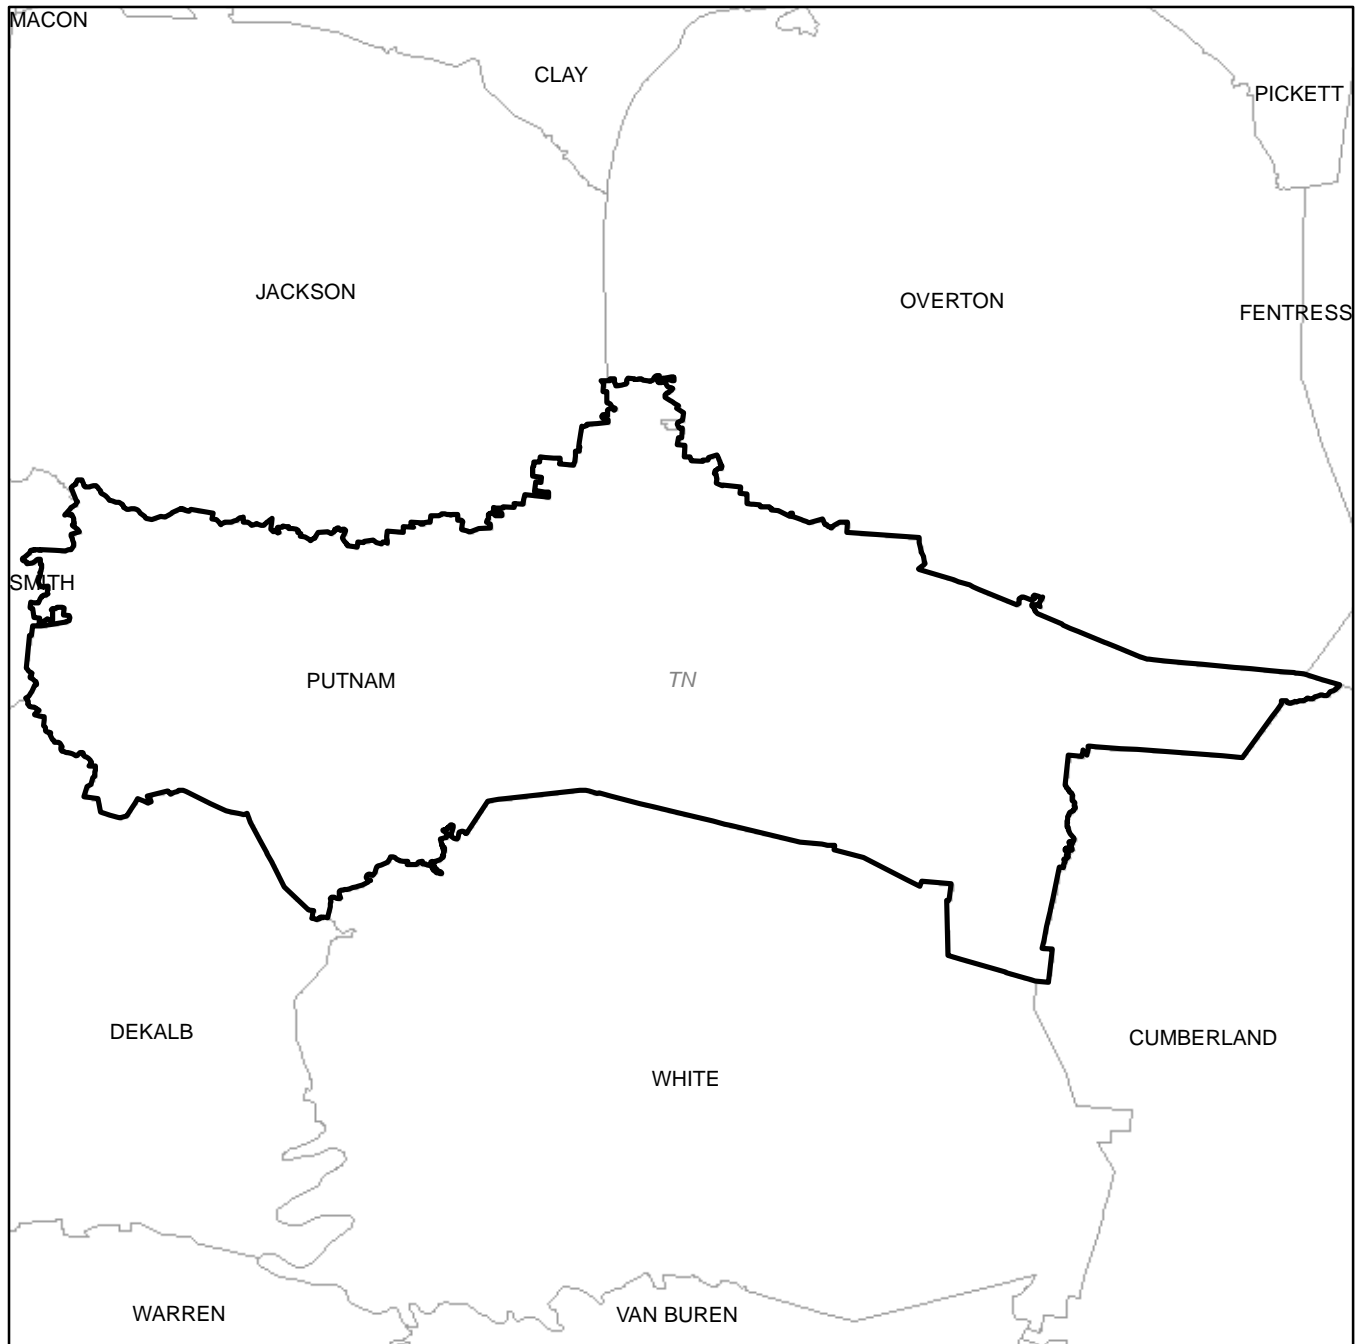 MACON
CLAY
PICKETT
JACKSON
OVERTON
FENTRESS
SMITH
PUTNAM
TN
DEKALB
CUMBERLAND
WHITE
WARREN
VAN BUREN